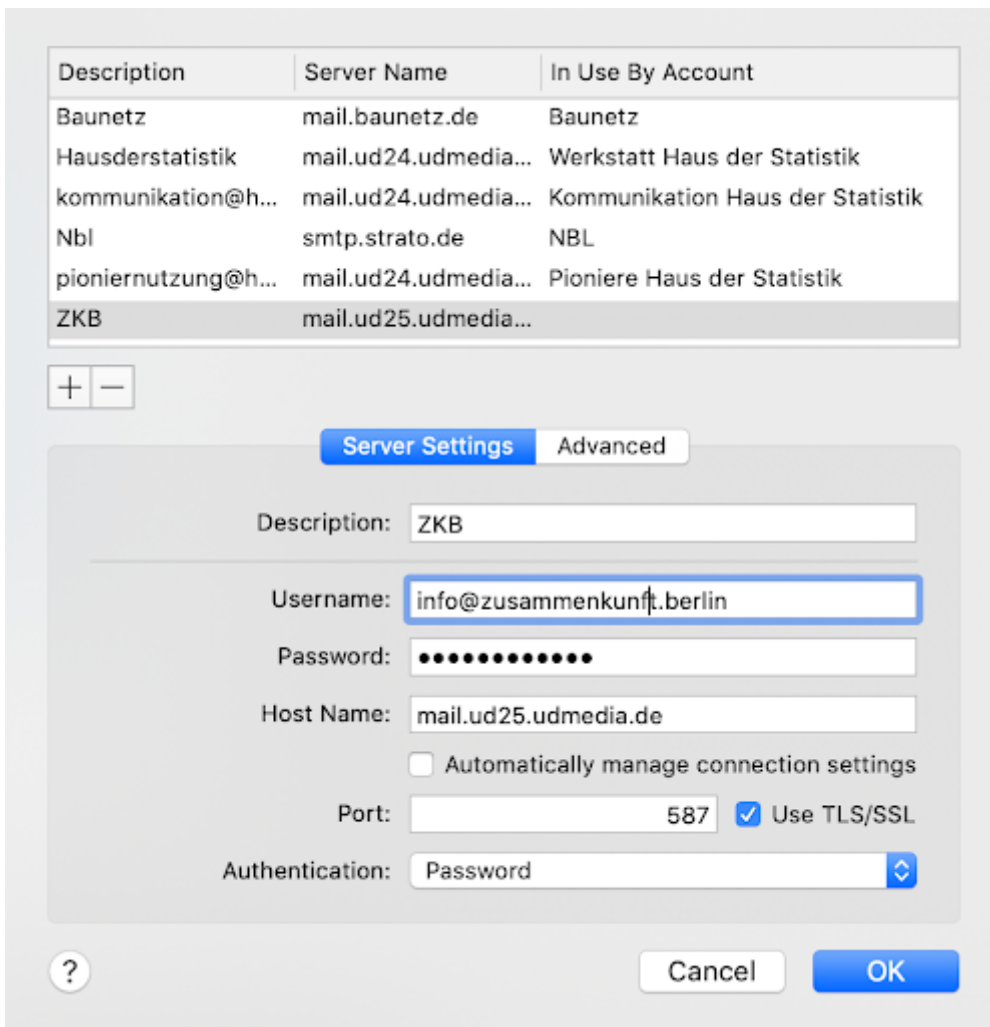 Description Server Name In Use By Account
Baunetz mail.baunetz.de Baunetz
Hausderstatistik mail.ud24.udmedia... Werkstatt Haus der Statistik
kommunikation@h... mail.ud24.udmedia... Kommunikation Haus der Statistik
Nbl smtp.strato.de NBL
pioniernutzung@h... mail.ud24.udmedia... Pioniere Haus der Statistik
ZKB mail.ud25.udmedia...
+ −
Server Settings Advanced
Description: ZKB
Username: info@zusammenkunft.berlin
Password: ••••••••••••
Host Name: mail.ud25.udmedia.de
Automatically manage connection settings
Port: 587 Use TLS/SSL
Authentication: Password
? Cancel OK